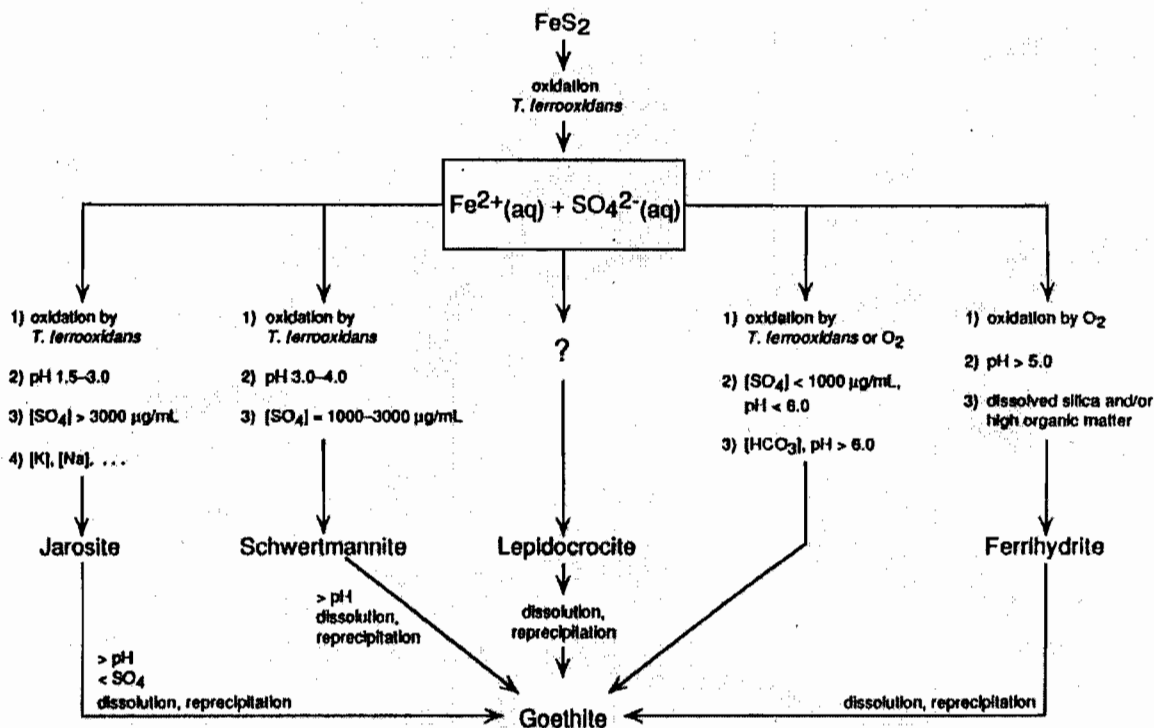 FeS2
oxidation
T. ferrooxidans
Fe2+(aq) + SO42-(aq)
1) oxidation by
T. ferrooxidans
2) pH 1.5–3.0
3) [SO4] > 3000 µg/mL
4) [K], [Na], . . .
Jarosite
> pH
< SO4
dissolution, reprecipitation
1) oxidation by
T. ferrooxidans
2) pH 3.0–4.0
3) [SO4] = 1000–3000 µg/mL
Schwertmannite
> pH
dissolution,
reprecipitation
?
Lepidocrocite
dissolution,
reprecipitation
1) oxidation by
T. ferrooxidans or O2
2) [SO4] < 1000 µg/mL,
pH < 6.0
3) [HCO3], pH > 6.0
1) oxidation by O2
2) pH > 5.0
3) dissolved silica and/or
high organic matter
Ferrihydrite
dissolution, reprecipitation
Goethite